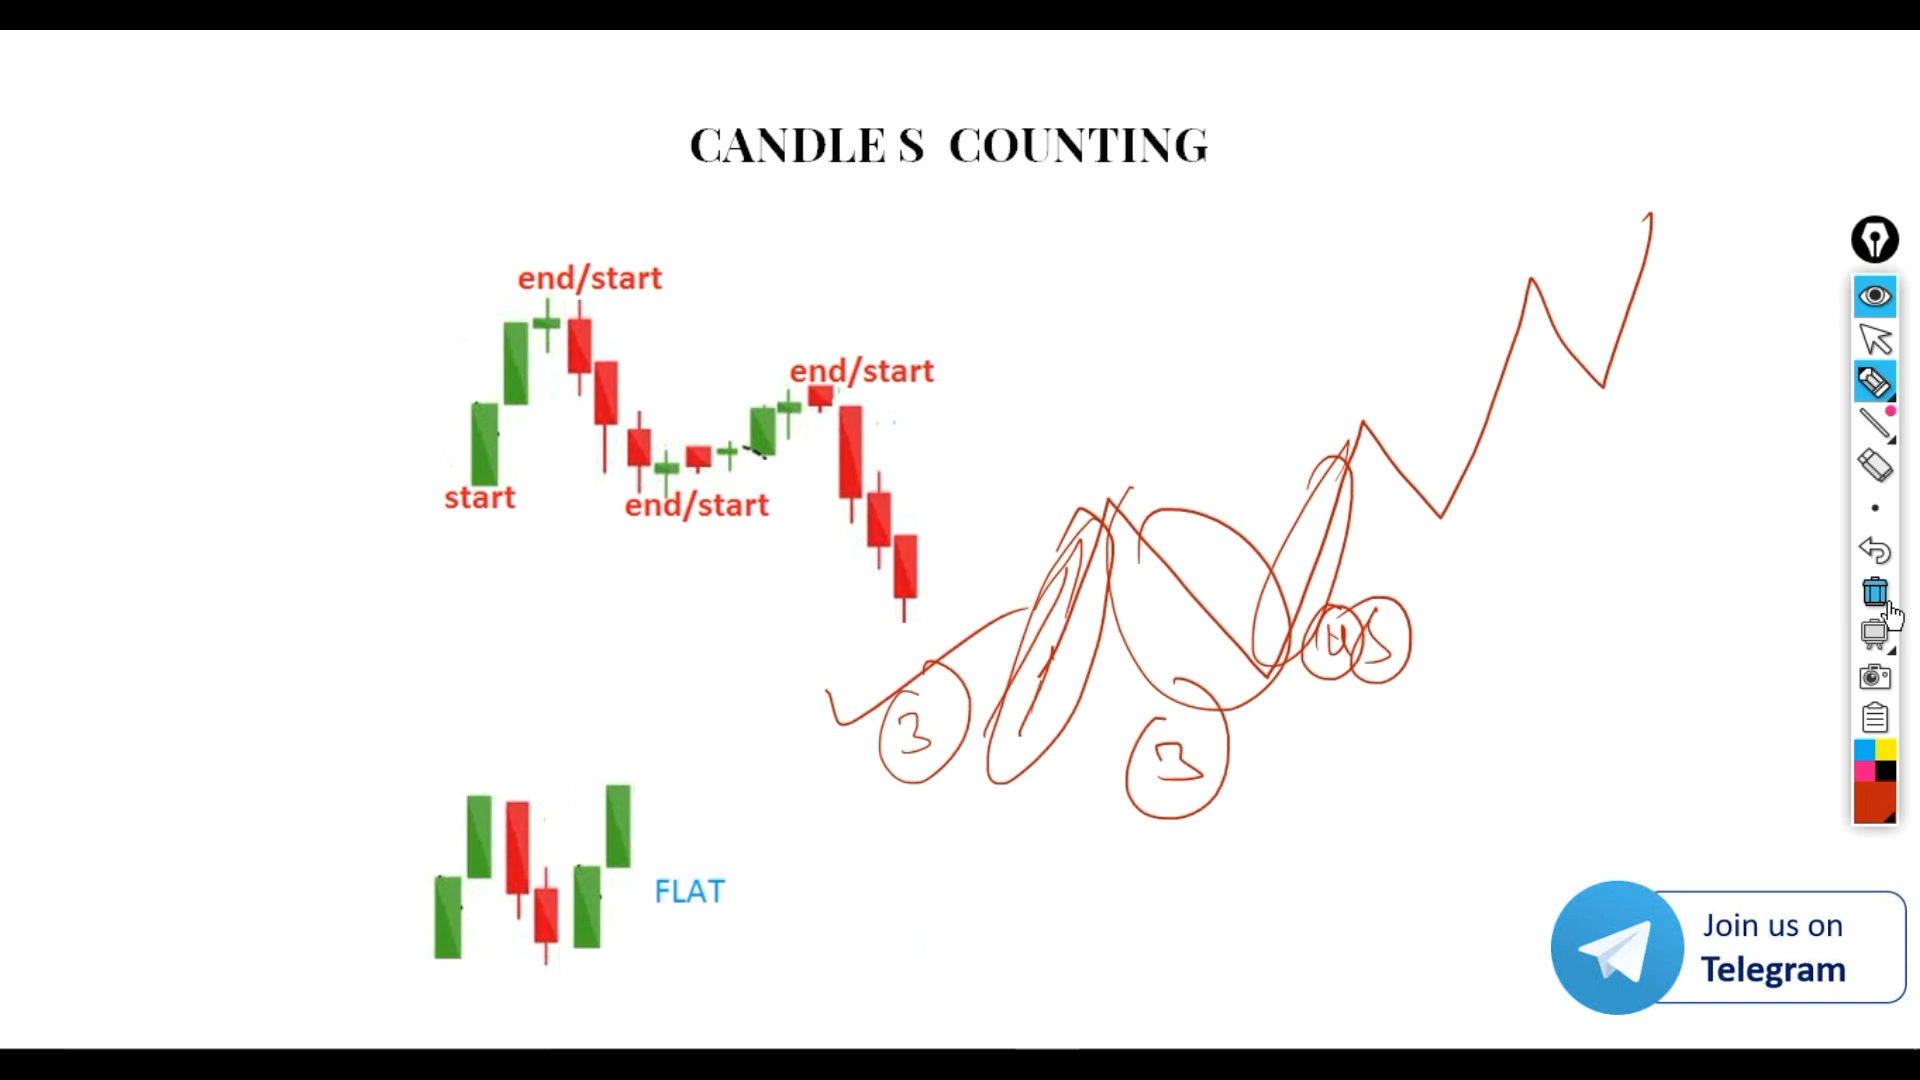 CANDLE S COUNTING
end/start
end/start
start
end/start
3
3
FLAT
Join us on
Telegram